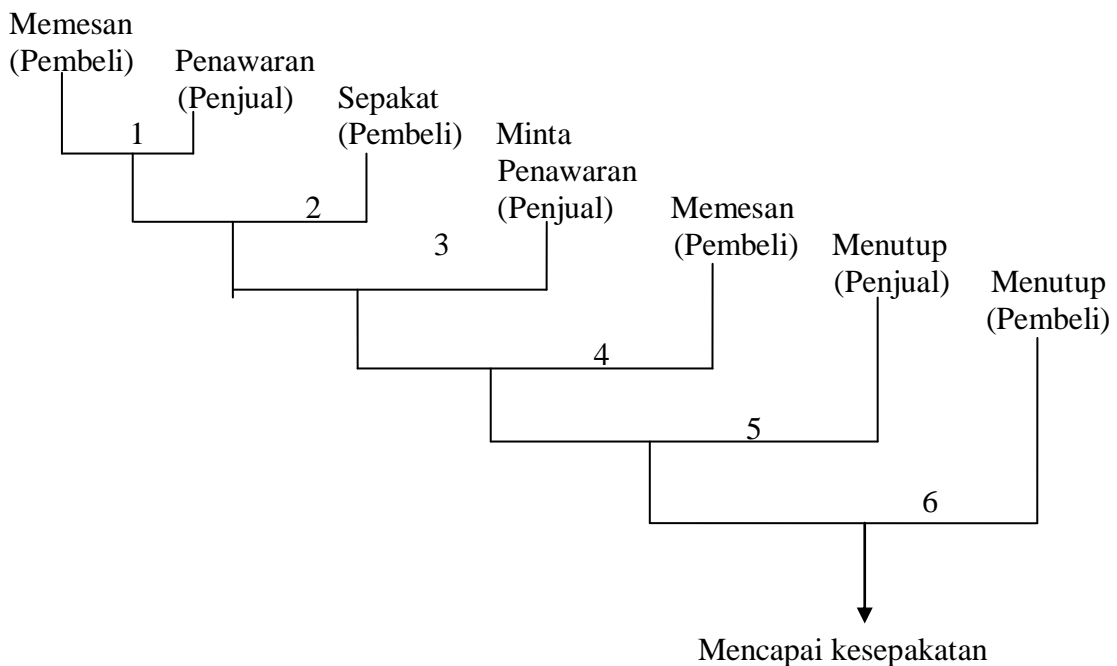 Memesan
(Pembeli)
Penawaran
(Penjual)
Sepakat
(Pembeli)
Minta
Penawaran
(Penjual)
Memesan
(Pembeli)
Menutup
(Penjual)
Menutup
(Pembeli)
1
2
3
4
5
6
Mencapai kesepakatan